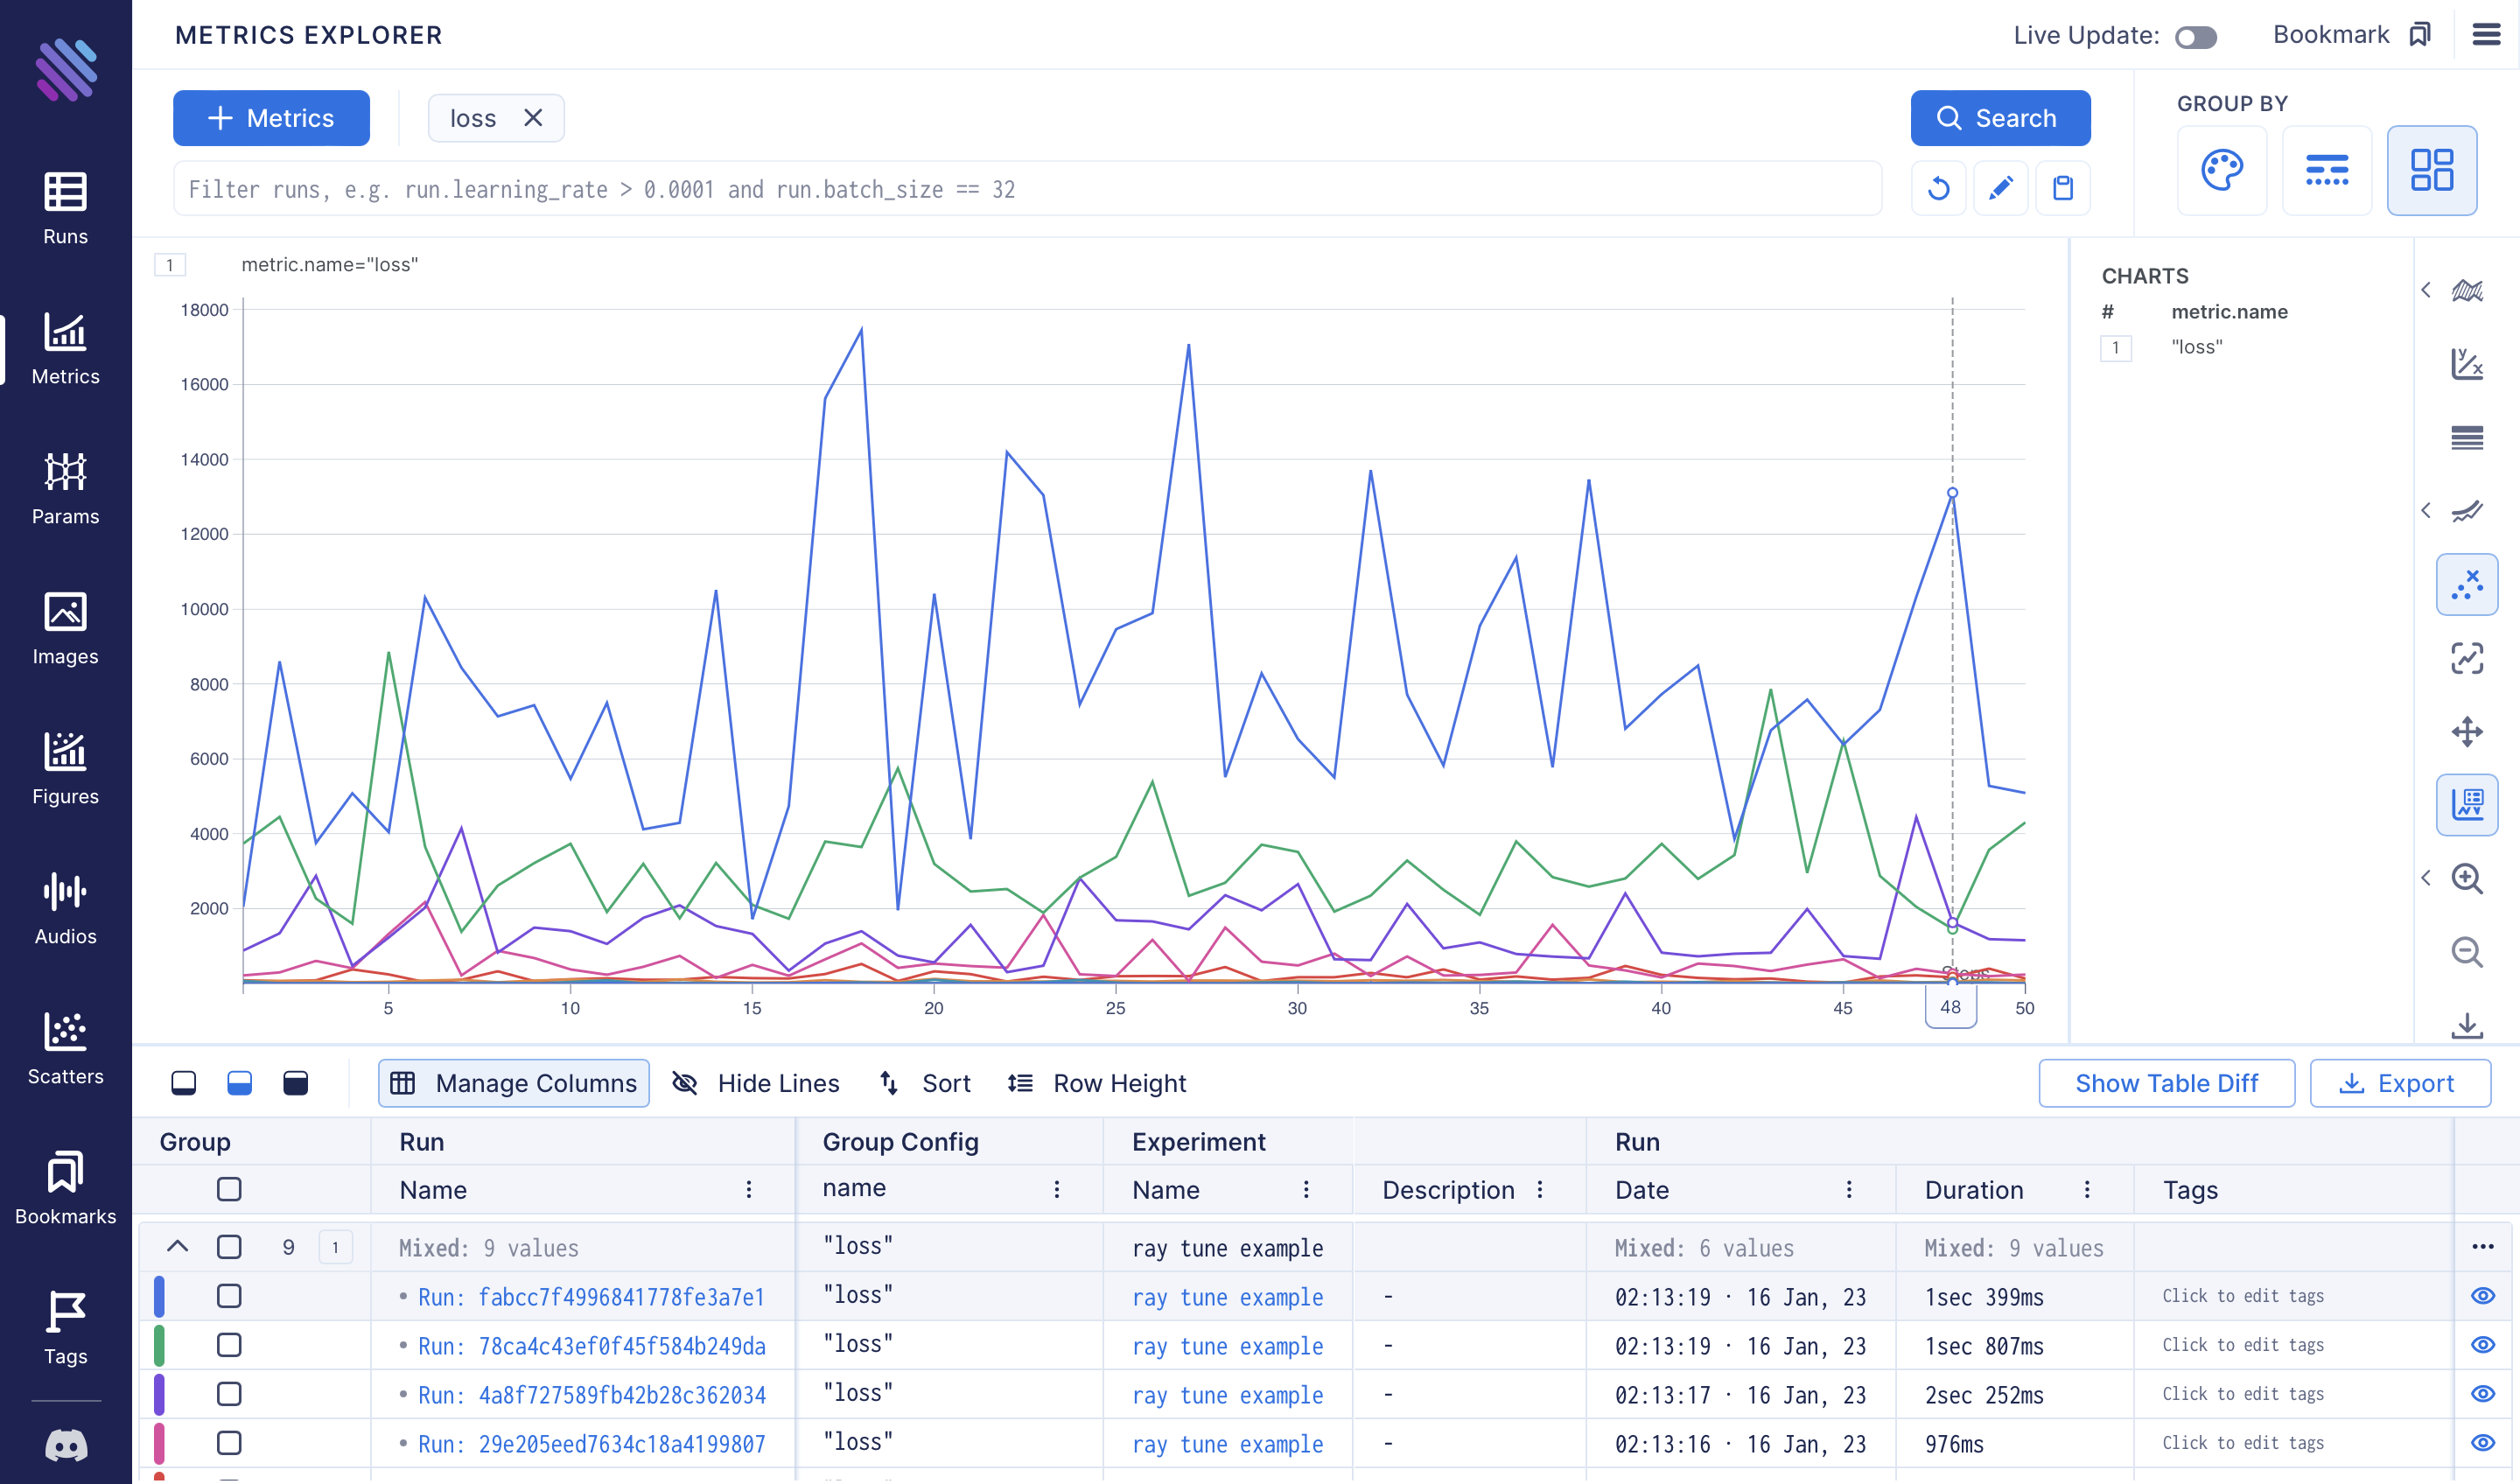 METRICS EXPLORER
Live Update:
Bookmark
Metrics
loss
Search
GROUP BY
Filter runs, e.g. run.learning_rate > 0.0001 and run.batch_size == 32
Runs
Metrics
Params
Images
Figures
Audios
Scatters
Bookmarks
Tags
1 metric.name="loss"
18000
16000
14000
12000
10000
8000
6000
4000
2000
Steps
5 10 15 20 25 30 35 40 45 48 50
CHARTS
# metric.name
1 "loss"
y x
Manage Columns Hide Lines Sort Row Height Show Table Diff Export
Group Run Group Config Experiment Run
Name name Name Description Date Duration Tags
9 1 Mixed: 9 values "loss" ray tune example Mixed: 6 values Mixed: 9 values
Run: fabcc7f4996841778fe3a7e1 "loss" ray tune example - 02:13:19 · 16 Jan, 23 1sec 399ms Click to edit tags
Run: 78ca4c43ef0f45f584b249da "loss" ray tune example - 02:13:19 · 16 Jan, 23 1sec 807ms Click to edit tags
Run: 4a8f727589fb42b28c362034 "loss" ray tune example - 02:13:17 · 16 Jan, 23 2sec 252ms Click to edit tags
Run: 29e205eed7634c18a4199807 "loss" ray tune example - 02:13:16 · 16 Jan, 23 976ms Click to edit tags